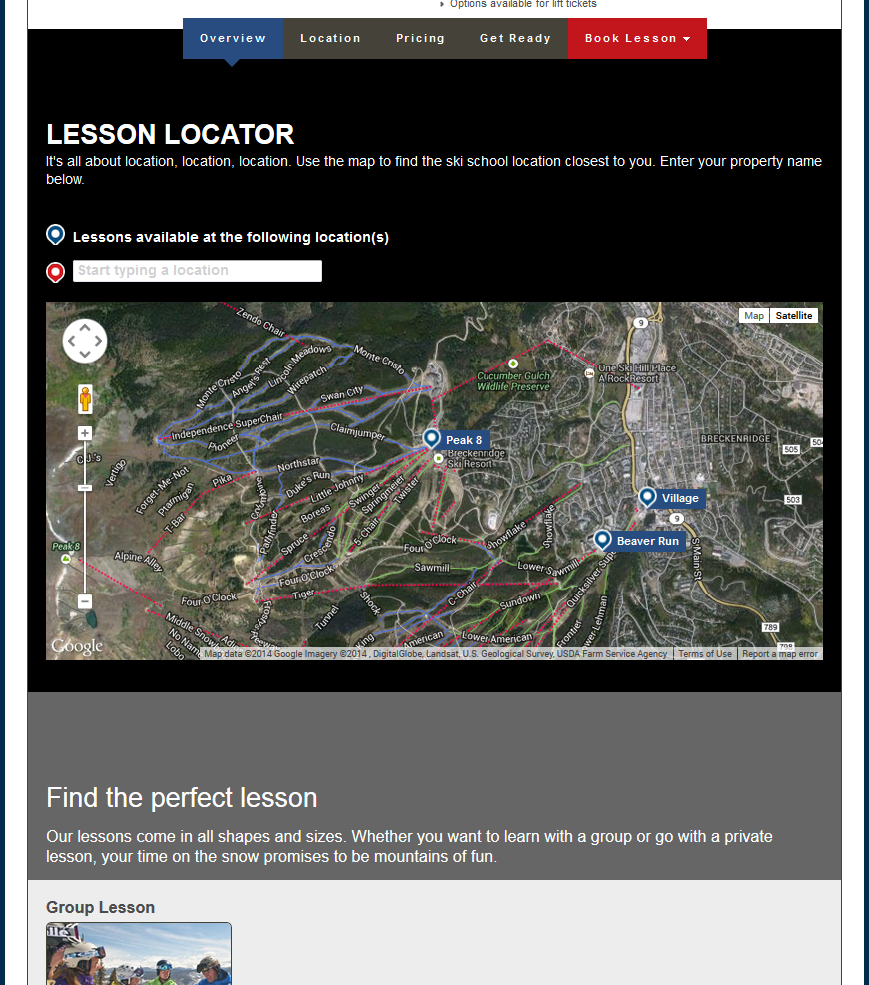 Options available for lift tickets
Overview
Location
Pricing
Get Ready
Book Lesson
LESSON LOCATOR
It's all about location, location, location. Use the map to find the ski school location closest to you. Enter your property name
below.
Lessons available at the following location(s)
Start typing a location
Map
Satellite
Zendo Chair
9
Lincoln Meadows
Monte Cristo
Angel's Rest
Wirepatch
Monte Cristo
Cucumber Gulch
Wildlife Preserve
One Ski Hill Place
A RockResort
Swan City
Independence SuperChair
Pioneer
Claimjumper
Peak 8
Breckenridge
Ski Resort
BRECKENRIDGE
505
504
C.J.'s
Vertigo
Forget-Me-Not
Ptarmigan
T-Bar
Pika
Northstar
Duke's Run
Little Johnny
Boreas
Swinger
Springmeier
Twister
Village
503
9
Peak 8
Alpine Alley
Pathfinder
Spruce
Crescendo
5-Chair
Four O'Clock
Showflake
Beaver Run
S Main St
Sawmill
Lower Sawmill
Four O'Clock
Four O'Clock
Tiger
C-Chair
Sundown
Tunnel
Shock
King
American
Lower American
Frontier
789
Google
Map data ©2014 Google Imagery ©2014 , DigitalGlobe, Landsat, U.S. Geological Survey, USDA Farm Service Agency
Terms of Use
Report a map error
Find the perfect lesson
Our lessons come in all shapes and sizes. Whether you want to learn with a group or go with a private
lesson, your time on the snow promises to be mountains of fun.
Group Lesson